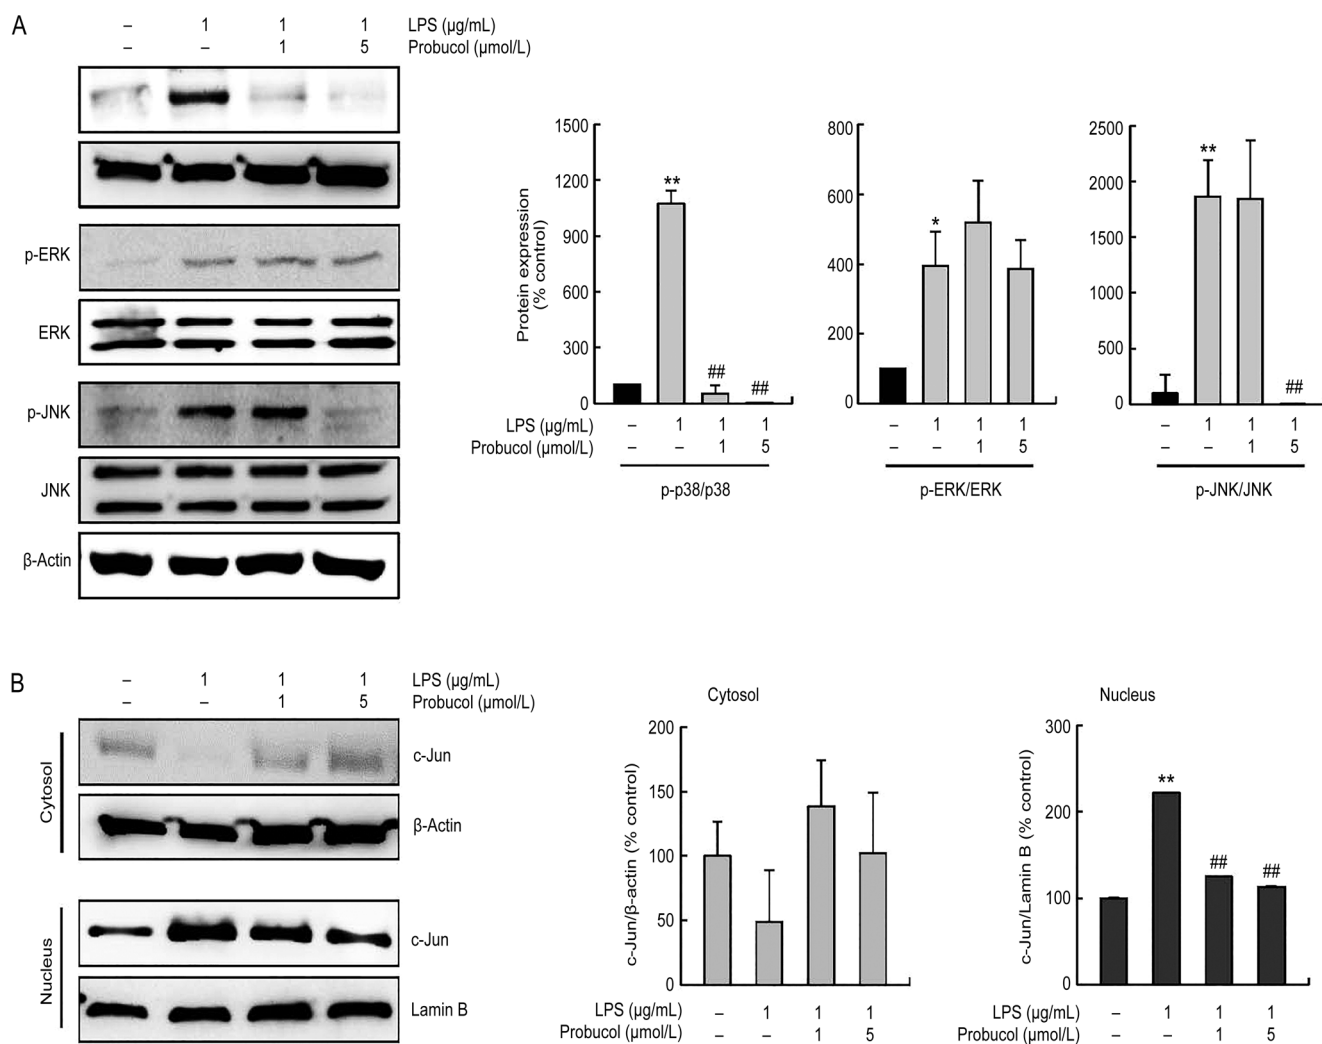 A
– 1 1 1 LPS (μg/mL)
– – 1 5 Probucol (μmol/L)
p-ERK
ERK
p-JNK
JNK
β-Actin
Protein expression
(% control)
1500
1200
900
600
300
0
**
##
##
LPS (μg/mL) – 1 1 1
Probucol (μmol/L) – – 1 5
p-p38/p38
800
600
400
200
0
*
– 1 1 1
– – 1 5
p-ERK/ERK
2500
2000
1500
1000
500
0
**
##
– 1 1 1
– – 1 5
p-JNK/JNK
B
– 1 1 1 LPS (μg/mL)
– – 1 5 Probucol (μmol/L)
Cytosol
c-Jun
β-Actin
Nucleus
c-Jun
Lamin B
Cytosol
c-Jun/β-actin (% control)
200
150
100
50
0
LPS (μg/mL) – 1 1 1
Probucol (μmol/L) – – 1 5
Nucleus
c-Jun/Lamin B (% control)
300
200
100
0
**
##
##
LPS (μg/mL) – 1 1 1
Probucol (μmol/L) – – 1 5